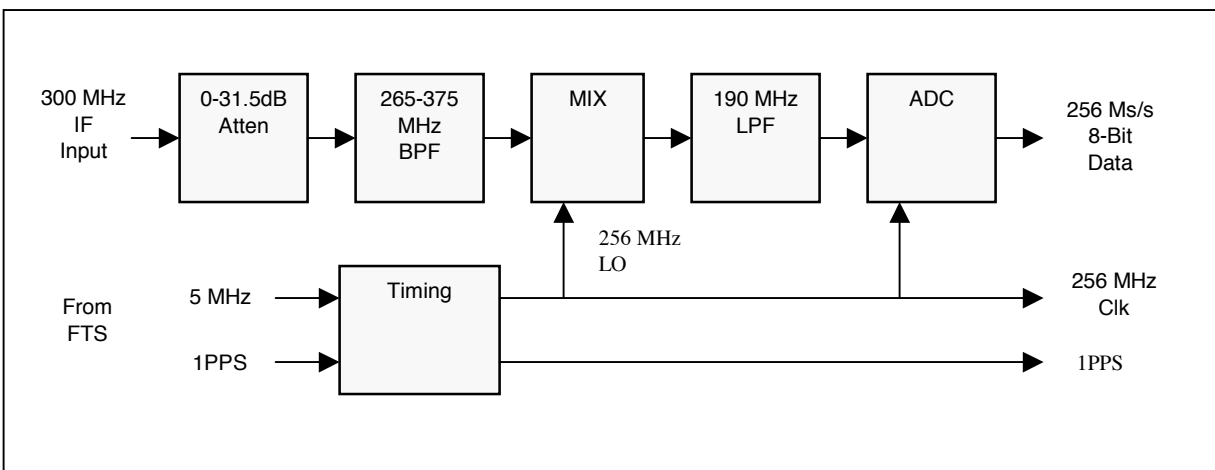 300 MHz
IF
Input
0-31.5dB
Atten
265-375
MHz
BPF
MIX
190 MHz
LPF
ADC
256 Ms/s
8-Bit
Data
256 MHz
LO
From
FTS
5 MHz
1PPS
Timing
256 MHz
Clk
1PPS